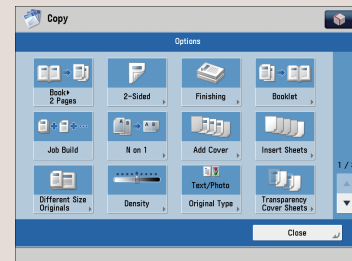 Copy
Options
Book▸
2 Pages
2-Sided
Finishing
Booklet
Job Build
N on 1
Add Cover
Insert Sheets
1 /
Different Size
Originals
Density
Text/Photo
Original Type
Transparency
Cover Sheets
Close